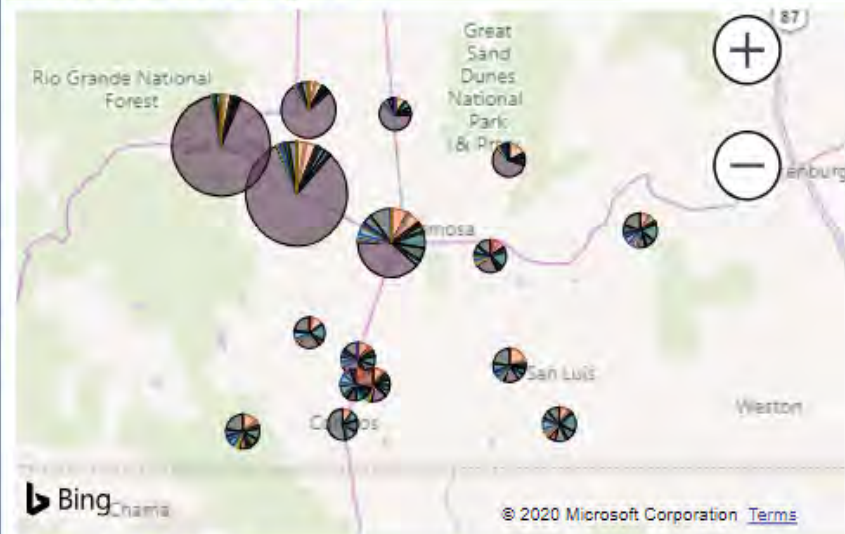 87
Great
Sand
Dunes
National
Park
Rio Grande National
Forest
San Luis
Weston
Bing
Chama
© 2020 Microsoft Corporation Terms